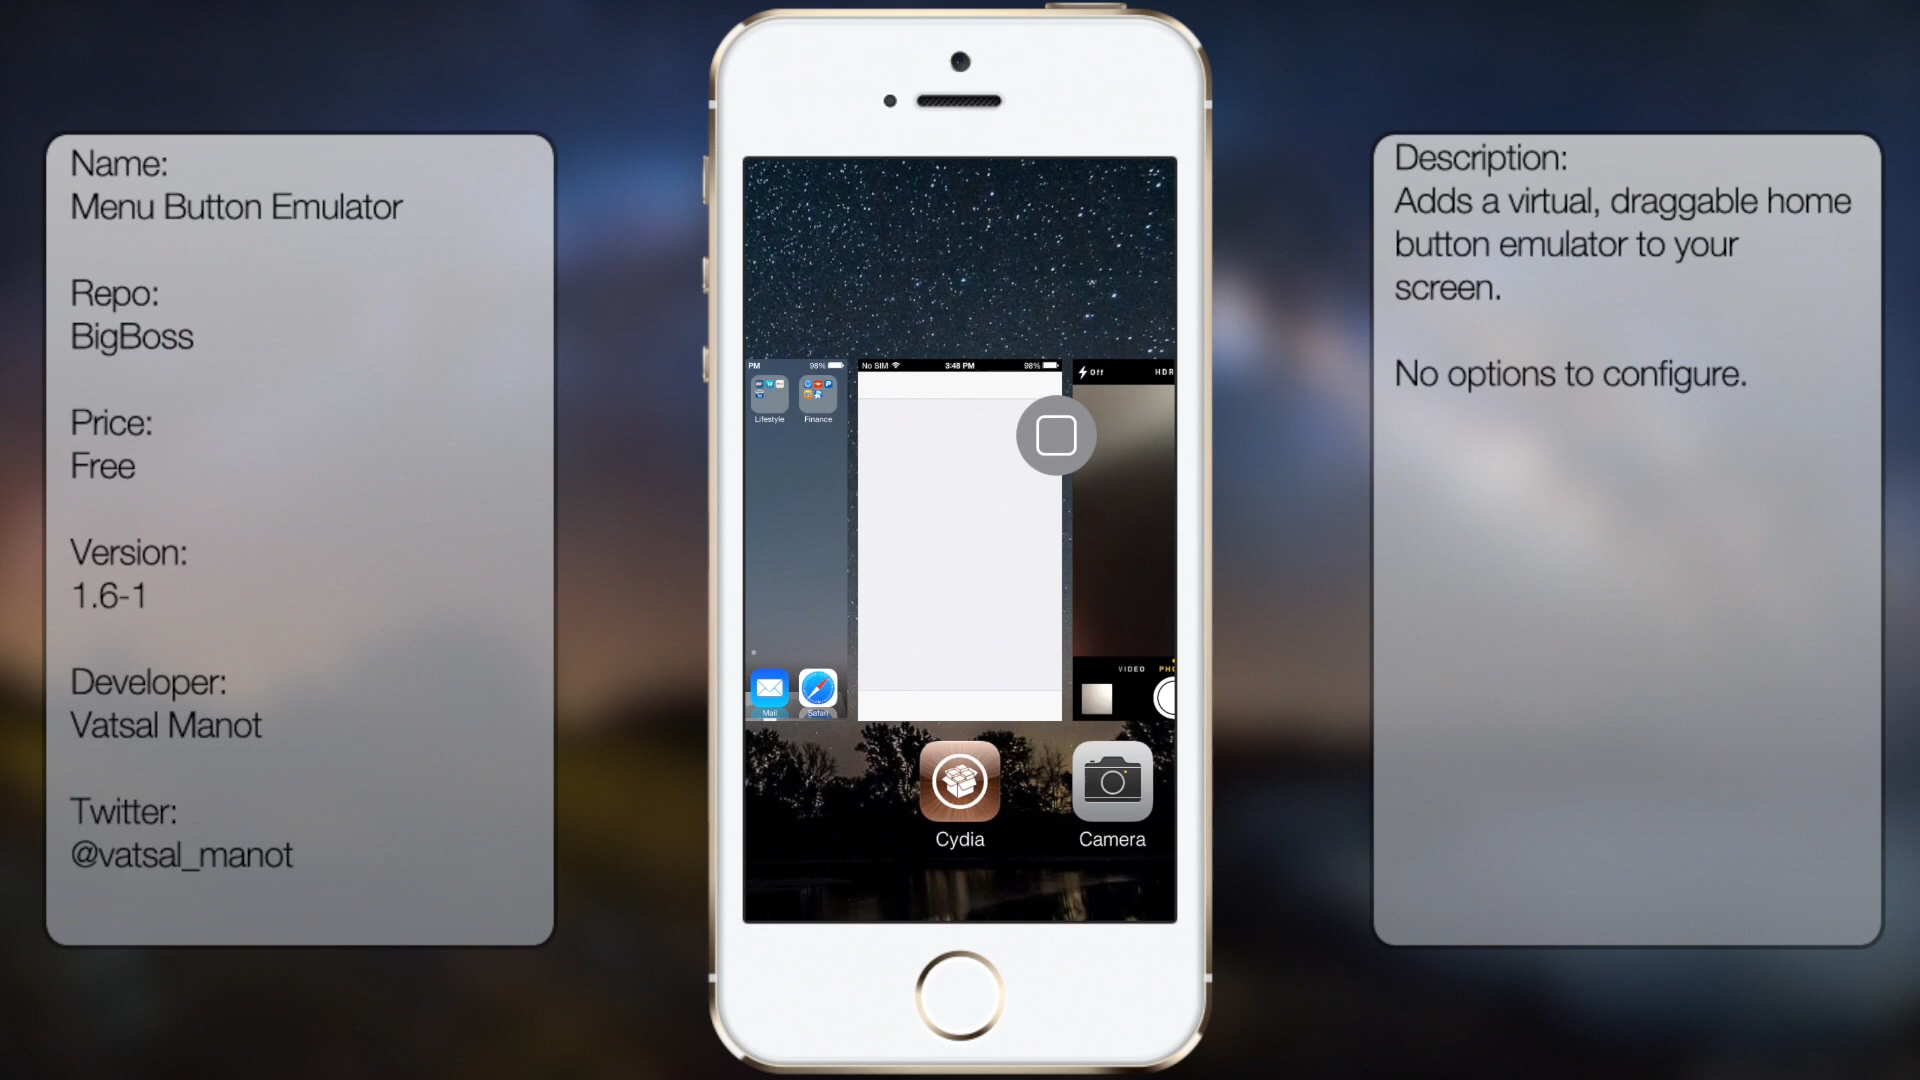 Name:
Menu Button Emulator
Repo:
BigBoss
Price:
Free
Version:
1.6-1
Developer:
Vatsal Manot
Twitter:
@vatsal_manot
PM 98%
Lifestyle Finance
Mail Safari
No SIM 3:48 PM 98%
Off HDR
VIDEO PHO
Cydia Camera
Description:
Adds a virtual, draggable home
button emulator to your
screen.
No options to configure.